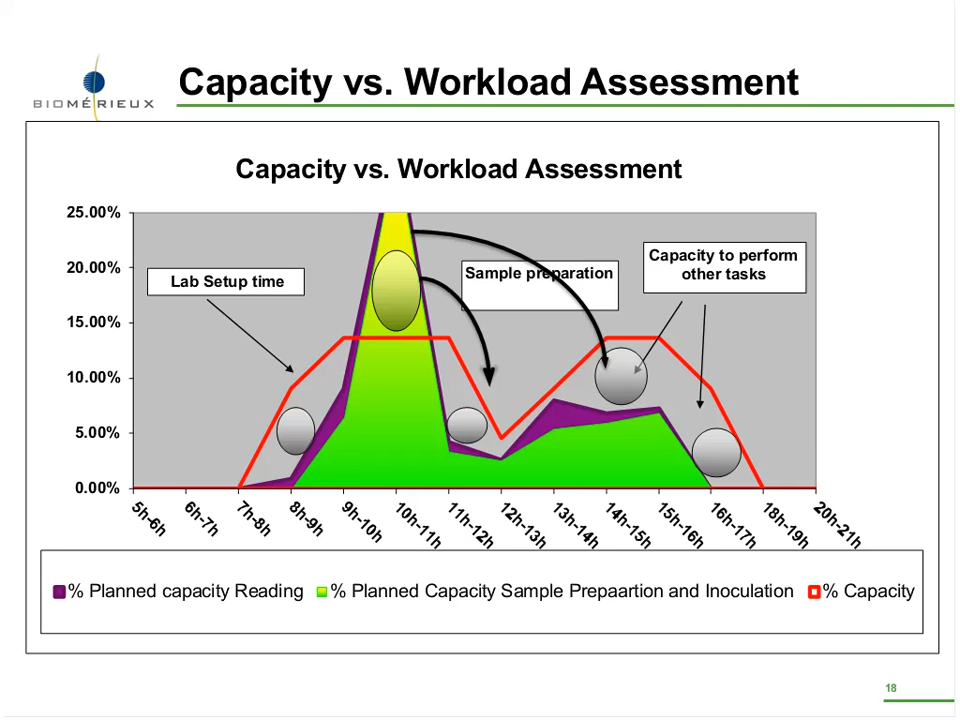 Capacity vs. Workload Assessment
BIOMÉRIEUX
Capacity vs. Workload Assessment
25.00%
20.00%
15.00%
10.00%
5.00%
0.00%
Lab Setup time
Sample preparation
Capacity to perform
other tasks
5h-6h
6h-7h
7h-8h
8h-9h
9h-10h
10h-11h
11h-12h
12h-13h
13h-14h
14h-15h
15h-16h
16h-17h
18h-19h
20h-21h
% Planned capacity Reading
% Planned Capacity Sample Prepaartion and Inoculation
% Capacity
18